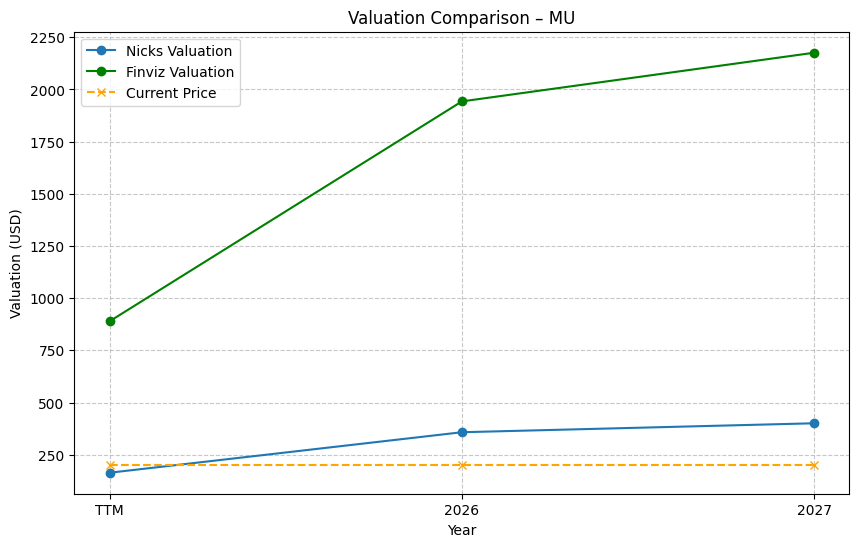 Valuation Comparison – MU
Nicks Valuation
Finviz Valuation
Current Price
Valuation (USD)
2250
2000
1750
1500
1250
1000
750
500
250
TTM
2026
2027
Year